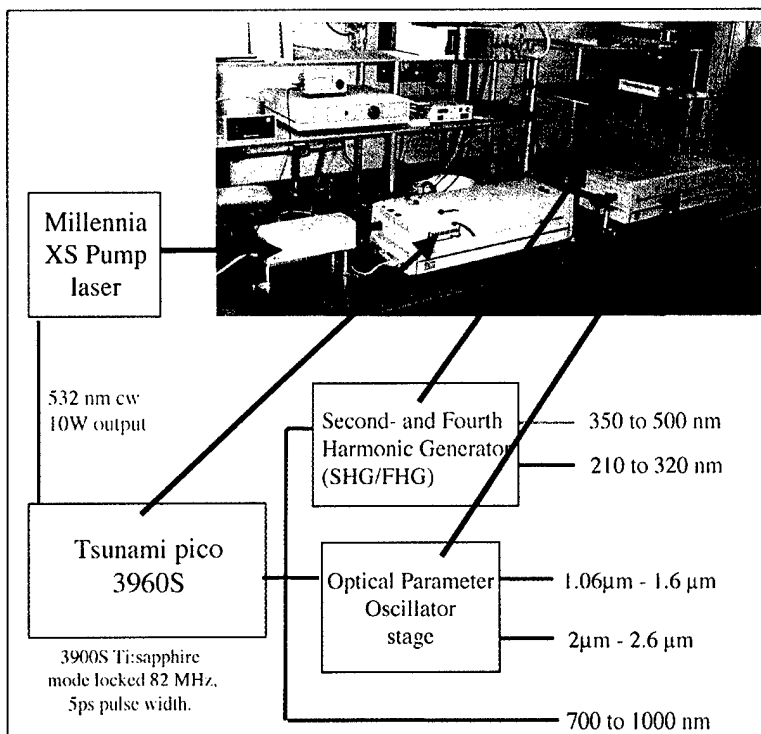 Millennia
XS Pump
laser
532 nm cw
10W output
Second- and Fourth
Harmonic Generator
(SHG/FHG)
350 to 500 nm
210 to 320 nm
Tsunami pico
3960S
Optical Parameter
Oscillator
stage
1.06μm - 1.6 μm
2μm - 2.6 μm
3900S Ti:sapphire
mode locked 82 MHz,
5ps pulse width.
700 to 1000 nm